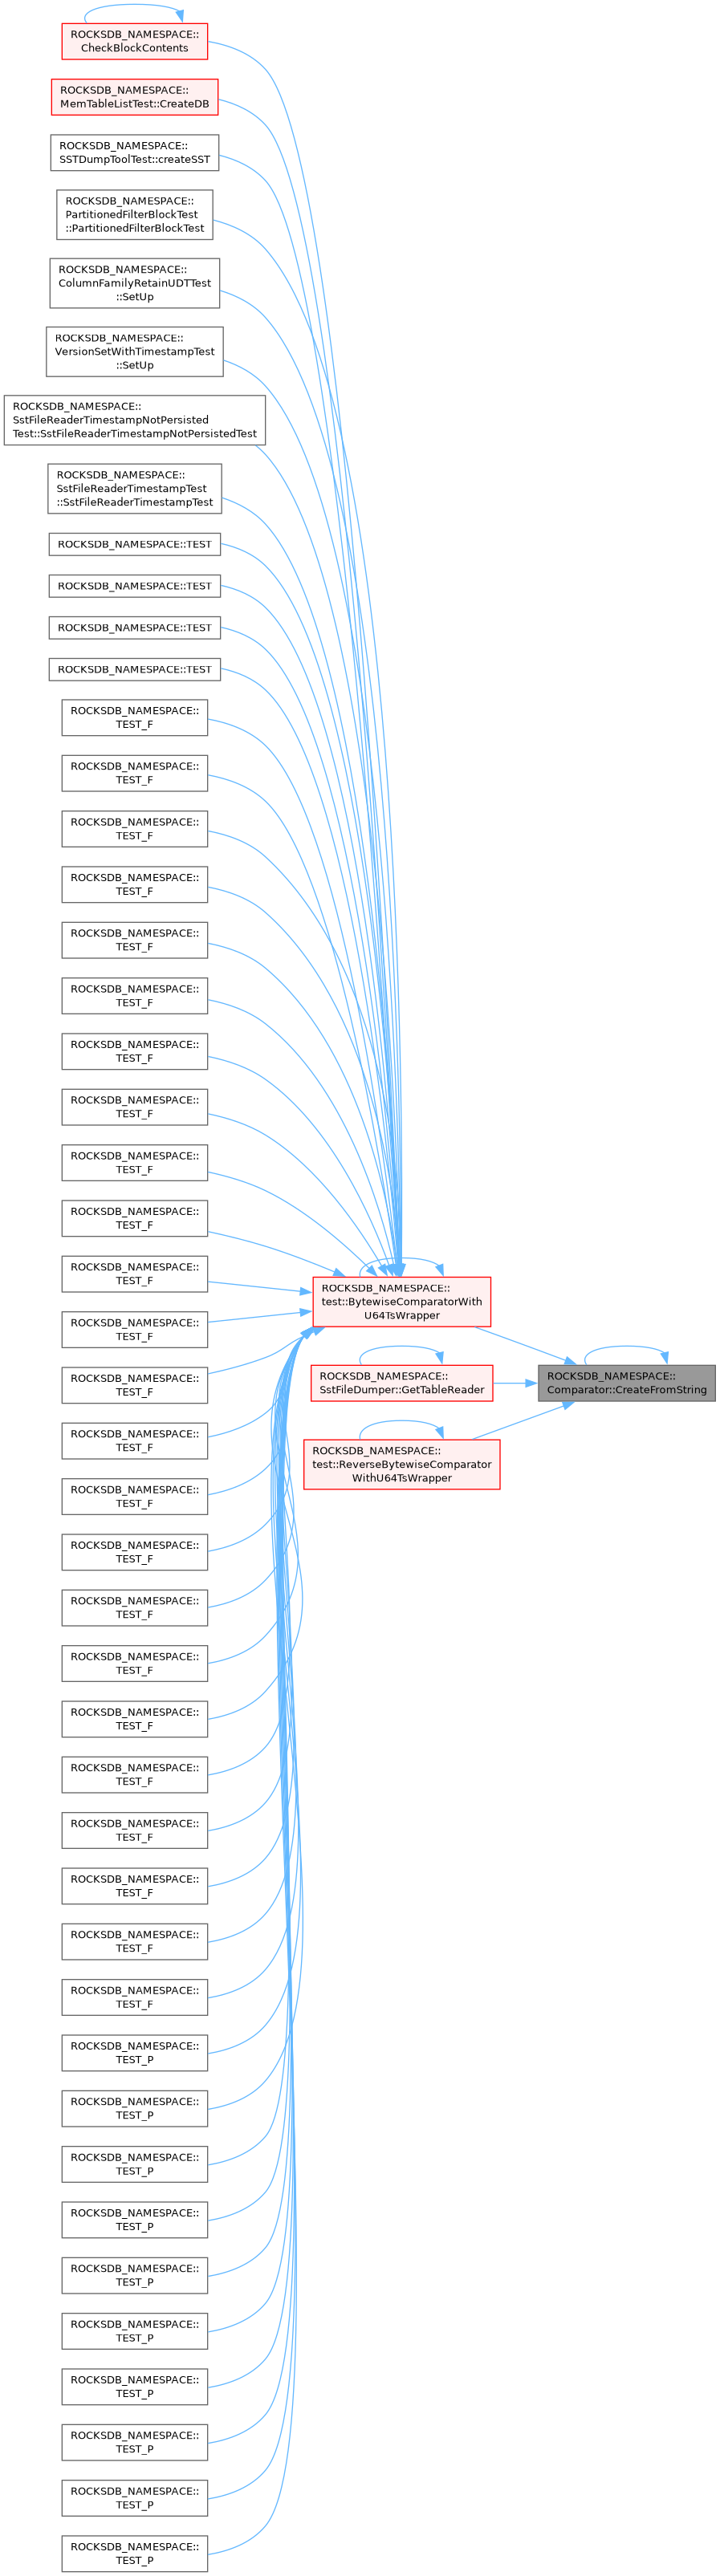 ROCKSDB_NAMESPACE::
CheckBlockContents
ROCKSDB_NAMESPACE::
MemTableListTest::CreateDB
ROCKSDB_NAMESPACE::
SSTDumpToolTest::createSST
ROCKSDB_NAMESPACE::
PartitionedFilterBlockTest
::PartitionedFilterBlockTest
ROCKSDB_NAMESPACE::
ColumnFamilyRetainUDTTest
::SetUp
ROCKSDB_NAMESPACE::
VersionSetWithTimestampTest
::SetUp
ROCKSDB_NAMESPACE::
SstFileReaderTimestampNotPersisted
Test::SstFileReaderTimestampNotPersistedTest
ROCKSDB_NAMESPACE::
SstFileReaderTimestampTest
::SstFileReaderTimestampTest
ROCKSDB_NAMESPACE::TEST
ROCKSDB_NAMESPACE::TEST
ROCKSDB_NAMESPACE::TEST
ROCKSDB_NAMESPACE::TEST
ROCKSDB_NAMESPACE::
TEST_F
ROCKSDB_NAMESPACE::
TEST_F
ROCKSDB_NAMESPACE::
TEST_F
ROCKSDB_NAMESPACE::
TEST_F
ROCKSDB_NAMESPACE::
TEST_F
ROCKSDB_NAMESPACE::
TEST_F
ROCKSDB_NAMESPACE::
TEST_F
ROCKSDB_NAMESPACE::
TEST_F
ROCKSDB_NAMESPACE::
TEST_F
ROCKSDB_NAMESPACE::
TEST_F
ROCKSDB_NAMESPACE::
TEST_F
ROCKSDB_NAMESPACE::
TEST_F
ROCKSDB_NAMESPACE::
TEST_F
ROCKSDB_NAMESPACE::
TEST_F
ROCKSDB_NAMESPACE::
TEST_F
ROCKSDB_NAMESPACE::
TEST_F
ROCKSDB_NAMESPACE::
TEST_F
ROCKSDB_NAMESPACE::
TEST_F
ROCKSDB_NAMESPACE::
TEST_F
ROCKSDB_NAMESPACE::
TEST_F
ROCKSDB_NAMESPACE::
TEST_F
ROCKSDB_NAMESPACE::
TEST_F
ROCKSDB_NAMESPACE::
TEST_F
ROCKSDB_NAMESPACE::
TEST_F
ROCKSDB_NAMESPACE::
TEST_P
ROCKSDB_NAMESPACE::
TEST_P
ROCKSDB_NAMESPACE::
TEST_P
ROCKSDB_NAMESPACE::
TEST_P
ROCKSDB_NAMESPACE::
TEST_P
ROCKSDB_NAMESPACE::
TEST_P
ROCKSDB_NAMESPACE::
TEST_P
ROCKSDB_NAMESPACE::
TEST_P
ROCKSDB_NAMESPACE::
TEST_P
ROCKSDB_NAMESPACE::
TEST_P
ROCKSDB_NAMESPACE::
test::BytewiseComparatorWith
U64TsWrapper
ROCKSDB_NAMESPACE::
SstFileDumper::GetTableReader
ROCKSDB_NAMESPACE::
test::ReverseBytewiseComparator
WithU64TsWrapper
ROCKSDB_NAMESPACE::
Comparator::CreateFromString